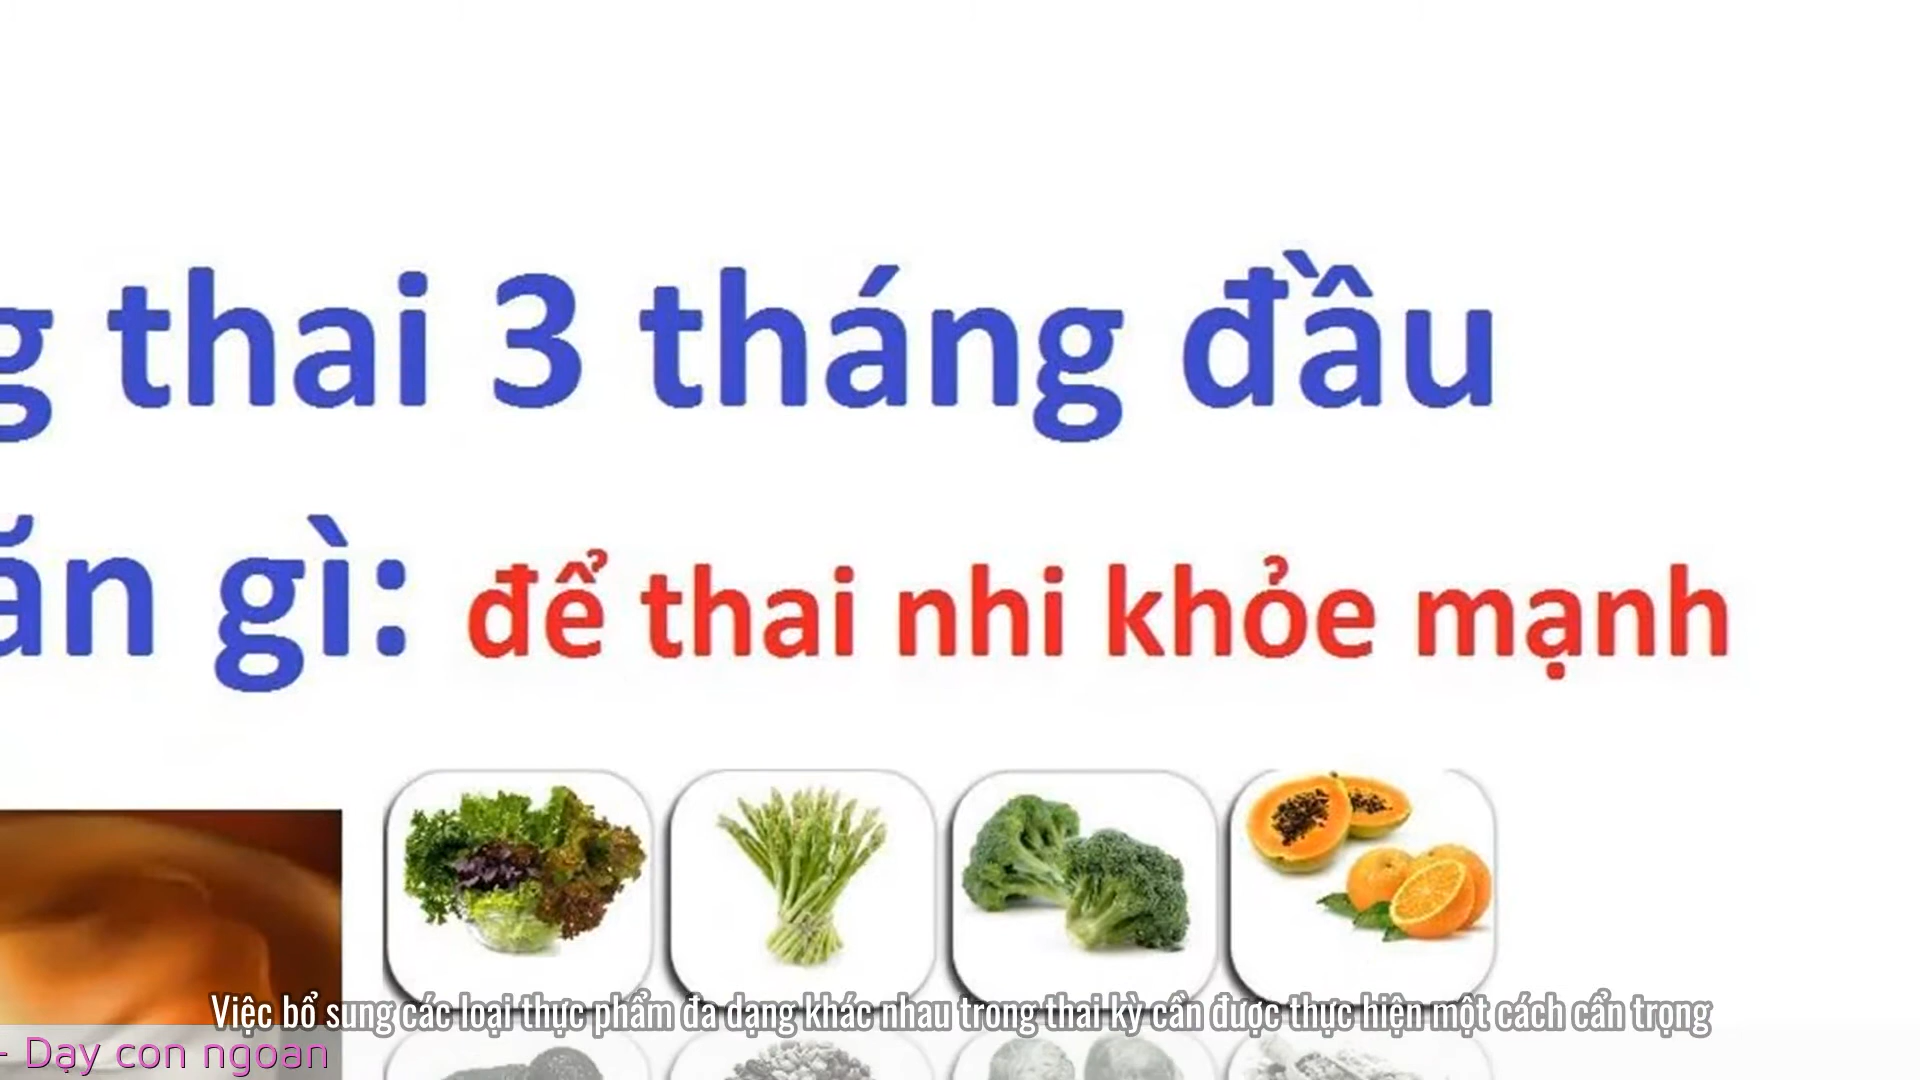 g thai 3 tháng đầu
ăn gì: để thai nhi khỏe mạnh
Việc bổ sung các loại thực phẩm đa dạng khác nhau trong thai kỳ cần được thực hiện một cách cẩn trọng
- Dạy con ngoan